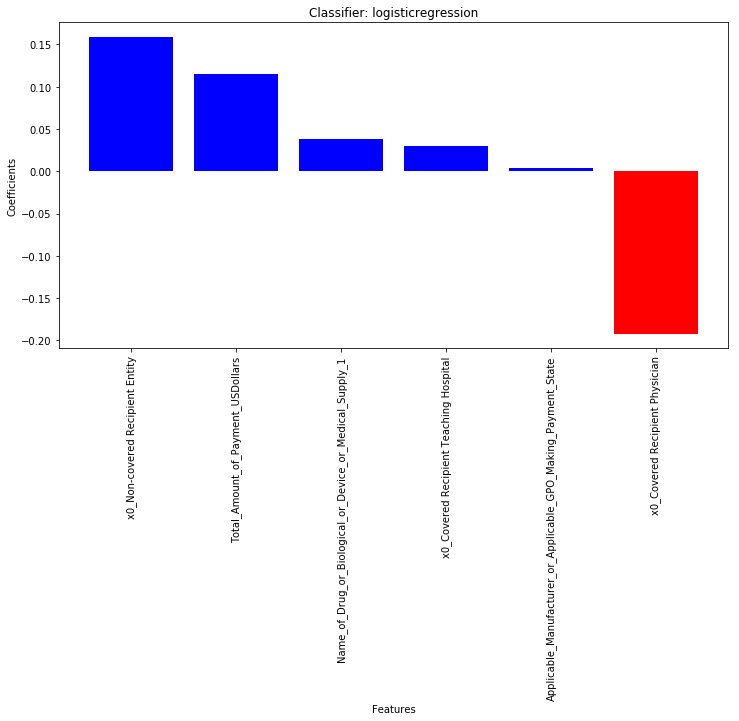 Classifier: logisticregression
0.15
0.10
0.05
0.00
−0.05
−0.10
−0.15
−0.20
Coefficients
x0_Non-covered Recipient Entity
Total_Amount_of_Payment_USDollars
Name_of_Drug_or_Biological_or_Device_or_Medical_Supply_1
x0_Covered Recipient Teaching Hospital
Applicable_Manufacturer_or_Applicable_GPO_Making_Payment_State
x0_Covered Recipient Physician
Features